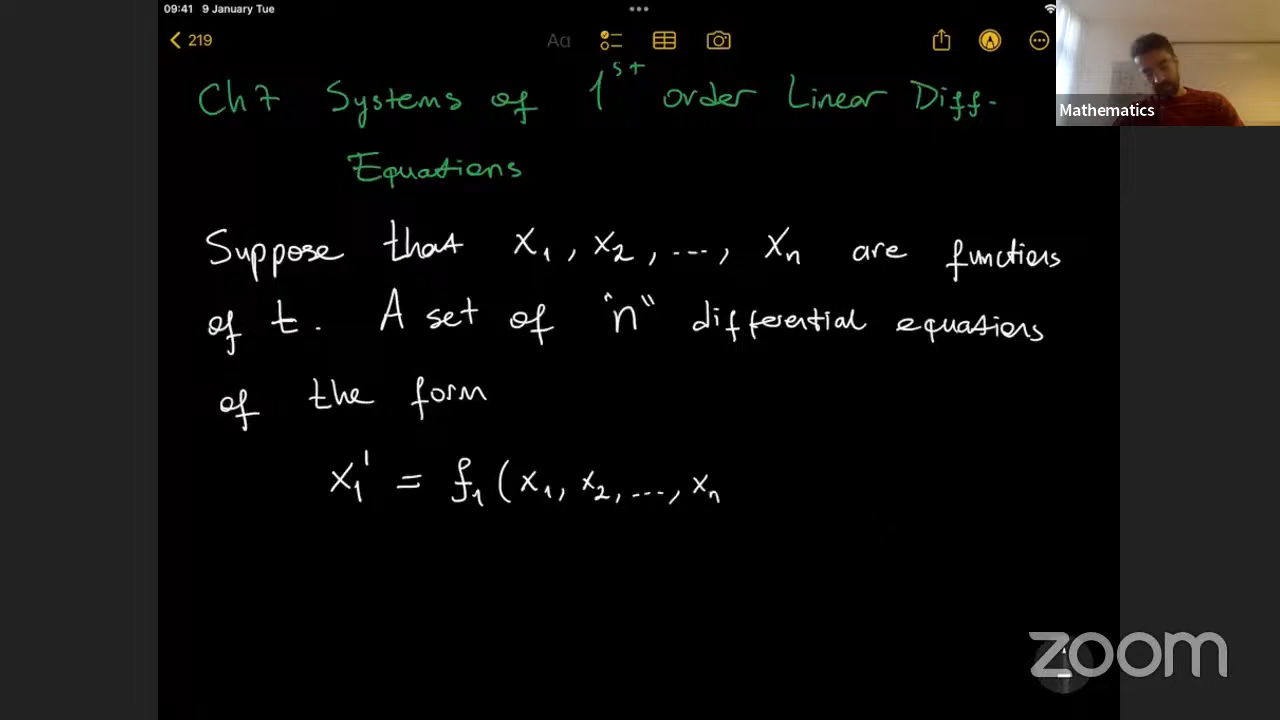 09:41 9 January Tue
219
Aa
Mathematics
Ch7 Systems of 1st order Linear Diff.
Equations
Suppose that x₁, x₂, ..., xₙ are functions
of t. A set of "n" differential equations
of the form
x₁' = f₁(x₁, x₂, ..., xₙ
zoom